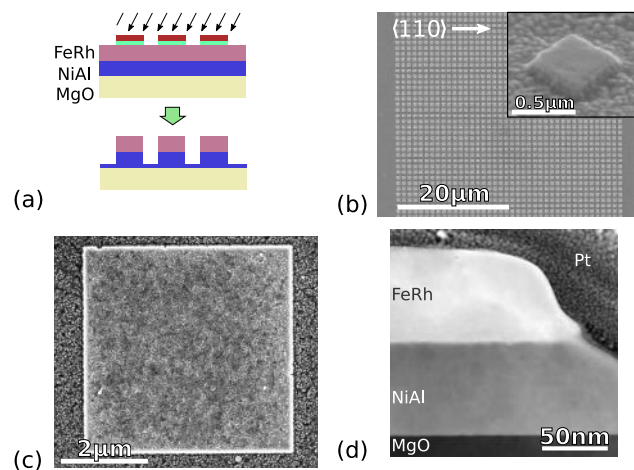 FeRh
NiAl
MgO
(a)
⟨110⟩
0.5μm
20μm
(b)
2μm
(c)
Pt
FeRh
NiAl
MgO
50nm
(d)